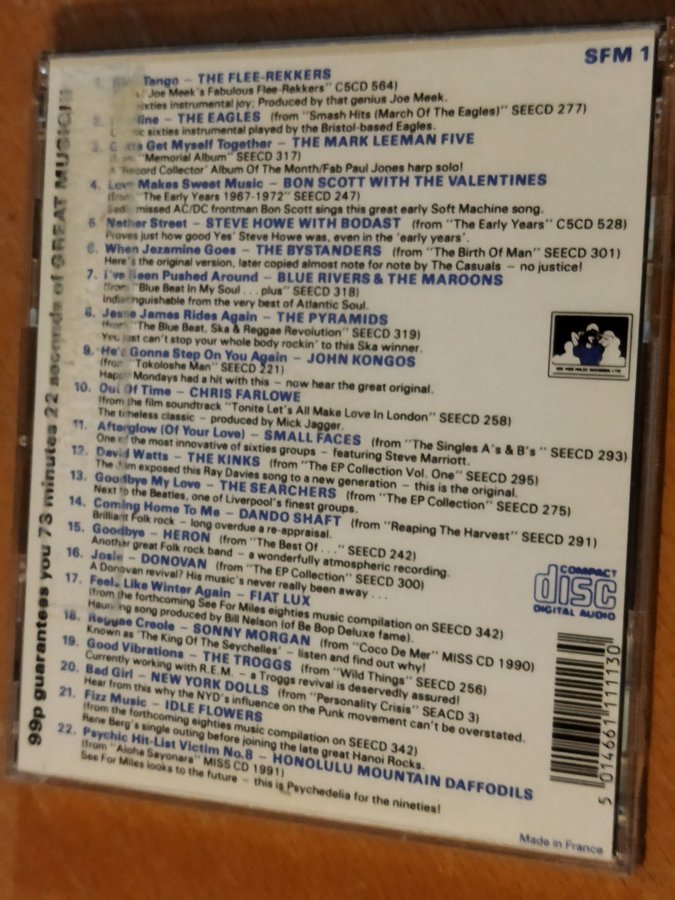 SFM 1
99p guarantees you 73 minutes 22 seconds of GREAT MUSIC!!
Tango – THE FLEE-REKKERS
Joe Meek's Fabulous Flee-Rekkers" C5CD 564)
sixties instrumental joy; Produced by that genius Joe Meek.
2. THE EAGLES (from "Smash Hits (March Of The Eagles)" SEECD 277)
sixties instrumental played by the Bristol-based Eagles.
3. Get Myself Together – THE MARK LEEMAN FIVE
"Memorial Album" SEECD 317)
A 'Record Collector' Album Of The Month/Fab Paul Jones harp solo!
4. Love Makes Sweet Music – BON SCOTT WITH THE VALENTINES
(from "The Early Years 1967-1972" SEECD 247)
Sadly missed AC/DC frontman Bon Scott sings this great early Soft Machine song.
5. Nether Street – STEVE HOWE WITH BODAST (from "The Early Years" C5CD 528)
Proves just how good Yes' Steve Howe was, even in the 'early years'.
6. When Jezamine Goes – THE BYSTANDERS (from "The Birth Of Man" SEECD 301)
Here's the original version, later copied almost note for note by The Casuals – no justice!
7. I've Been Pushed Around – BLUE RIVERS & THE MAROONS
(from "Blue Beat In My Soul . . . plus" SEECD 318)
Indistinguishable from the very best of Atlantic Soul.
8. Jesse James Rides Again – THE PYRAMIDS
(from "The Blue Beat, Ska & Reggae Revolution" SEECD 319)
You just can't stop your whole body rockin' to this Ska winner.
9. He's Gonna Step On You Again – JOHN KONGOS
(from "Tokoloshe Man" SEECD 221)
Happy Mondays had a hit with this – now hear the great original.
10. Out Of Time – CHRIS FARLOWE
(from the film soundtrack "Tonite Let's All Make Love In London" SEECD 258)
The timeless classic – produced by Mick Jagger.
11. Afterglow (Of Your Love) – SMALL FACES (from "The Singles A's & B's" SEECD 293)
One of the most innovative of sixties groups – featuring Steve Marriott.
12. David Watts – THE KINKS (from "The EP Collection Vol. One" SEECD 295)
The Jam exposed this Ray Davies song to a new generation – this is the original.
13. Goodbye My Love – THE SEARCHERS (from "The EP Collection" SEECD 275)
Next to the Beatles, one of Liverpool's finest groups.
14. Coming Home To Me – DANDO SHAFT (from "Reaping The Harvest" SEECD 291)
Brilliant Folk rock – long overdue a re-appraisal.
15. Goodbye – HERON (from "The Best Of . . ." SEECD 242)
Another great Folk rock band – a wonderfully atmospheric recording.
16. Josie – DONOVAN (from "The EP Collection" SEECD 300)
A Donovan revival? His music's never really been away . . .
17. Feels Like Winter Again – FIAT LUX
(from the forthcoming See For Miles eighties music compilation on SEECD 342)
Haunting song produced by Bill Nelson (of Be Bop Deluxe fame).
18. Reggae Creole – SONNY MORGAN (from "Coco De Mer" MISS CD 1990)
Known as 'The King Of The Seychelles' – listen and find out why!
19. Good Vibrations – THE TROGGS (from "Wild Things" SEECD 256)
Currently working with R.E.M. – a Troggs revival is deservedly assured!
20. Bad Girl – NEW YORK DOLLS (from "Personality Crisis" SEACD 3)
Hear from this why the NYD's influence on the Punk movement can't be overstated.
21. Fizz Music – IDLE FLOWERS
(from the forthcoming eighties music compilation on SEECD 342)
Rene Berg's single outing before joining the late great Hanoi Rocks.
22. Psychic Hit-List Victim No.8 – HONOLULU MOUNTAIN DAFFODILS
(from "Aloha Sayonara" MISS CD 1991)
See For Miles looks to the future – this is Psychedelia for the nineties!
COMPACT
disc
DIGITAL AUDIO
5 014661 111130
Made in France